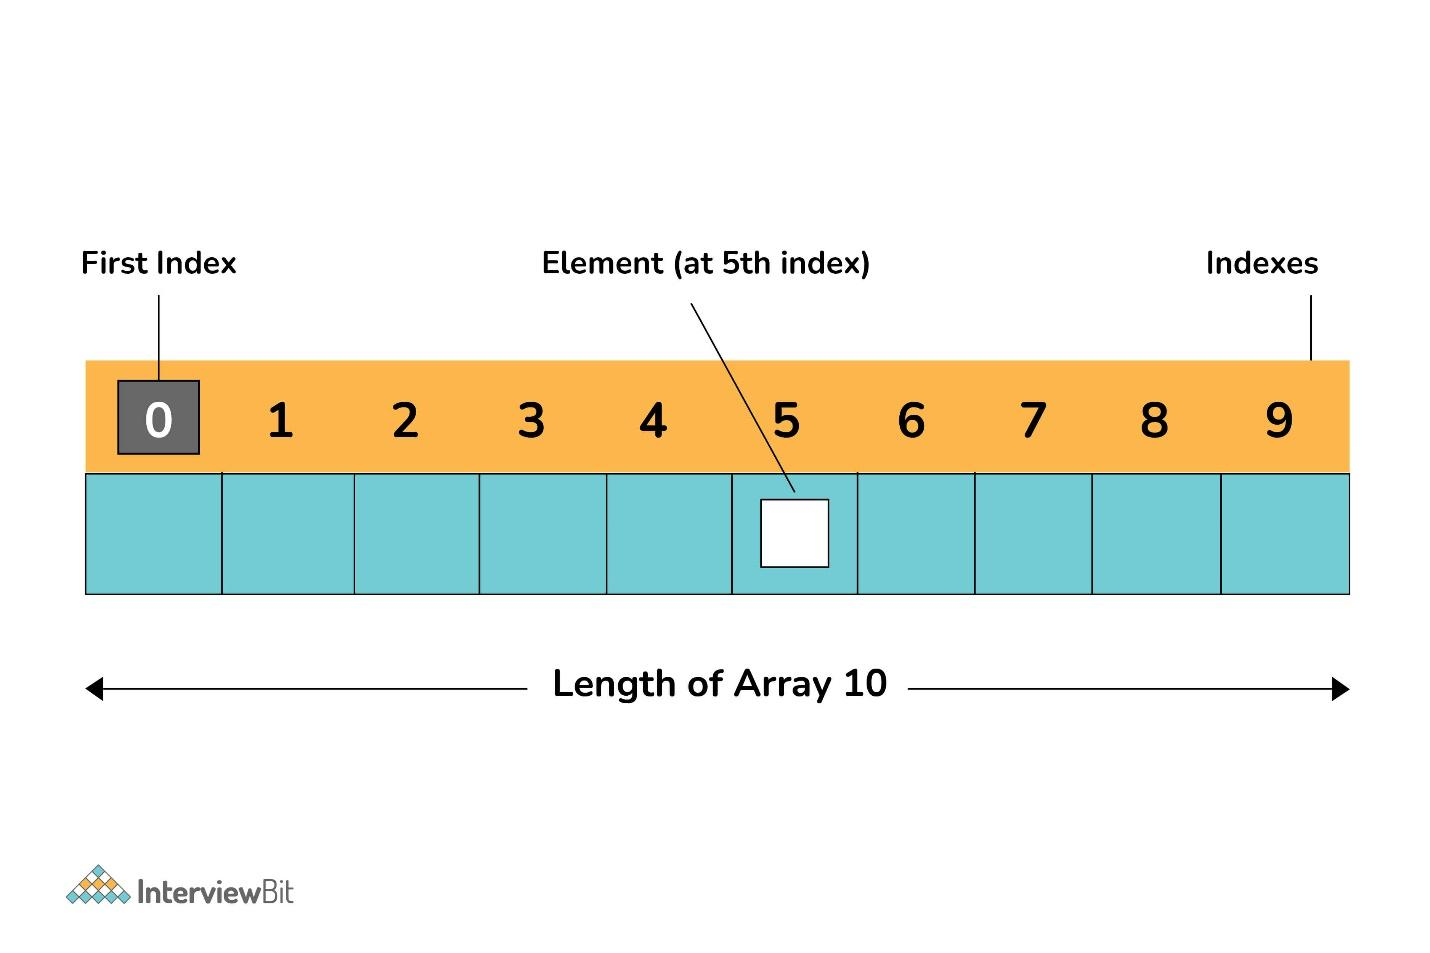 First Index Element (at 5th index) Indexes
0 1 2 3 4 5 6 7 8 9
Length of Array 10
InterviewBit